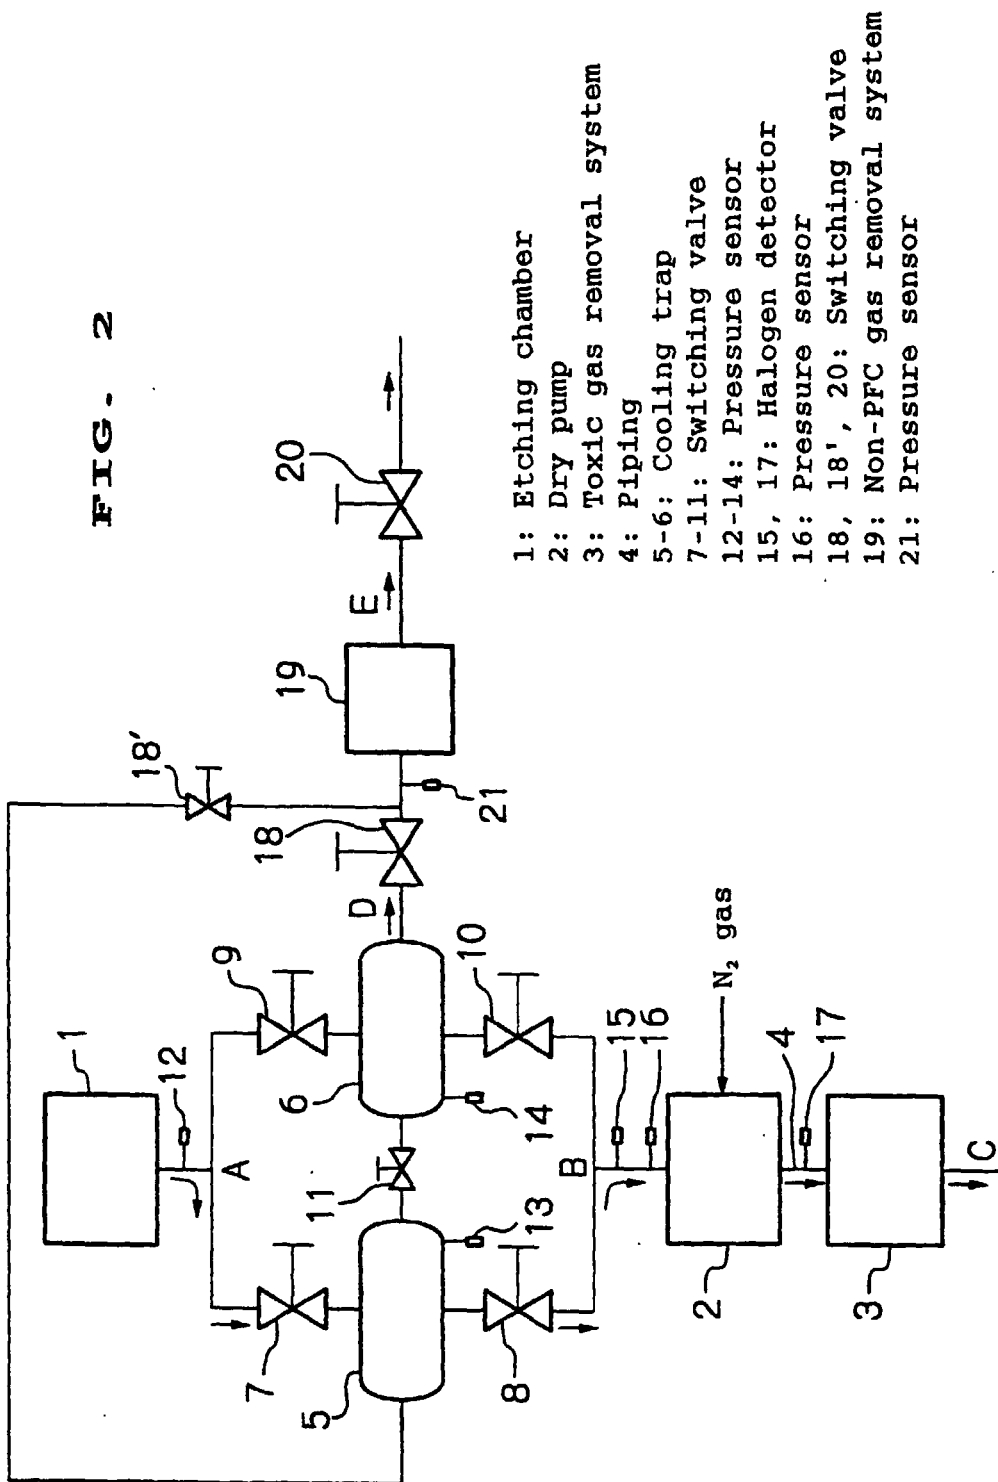 FIG. 2
1
12
A
7
9
5
6
8
10
11
13
14
B
15
16
N₂ gas
2
4
17
3
C
D
18
18'
21
19
E
20
1: Etching chamber
2: Dry pump
3: Toxic gas removal system
4: Piping
5-6: Cooling trap
7-11: Switching valve
12-14: Pressure sensor
15, 17: Halogen detector
16: Pressure sensor
18, 18', 20: Switching valve
19: Non-PFC gas removal system
21: Pressure sensor